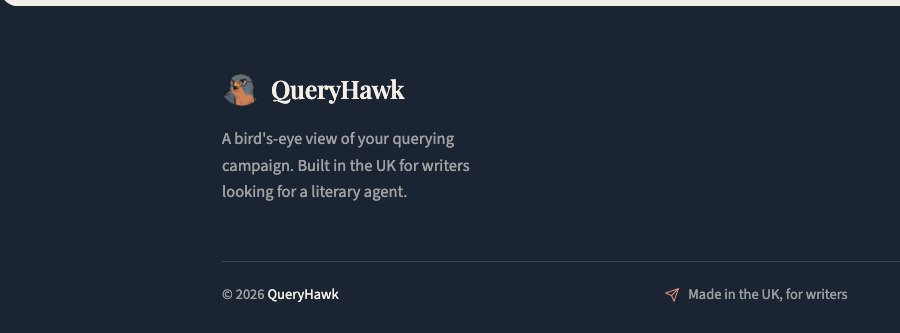 QueryHawk
A bird's-eye view of your querying
campaign. Built in the UK for writers
looking for a literary agent.
© 2026 QueryHawk
Made in the UK, for writers